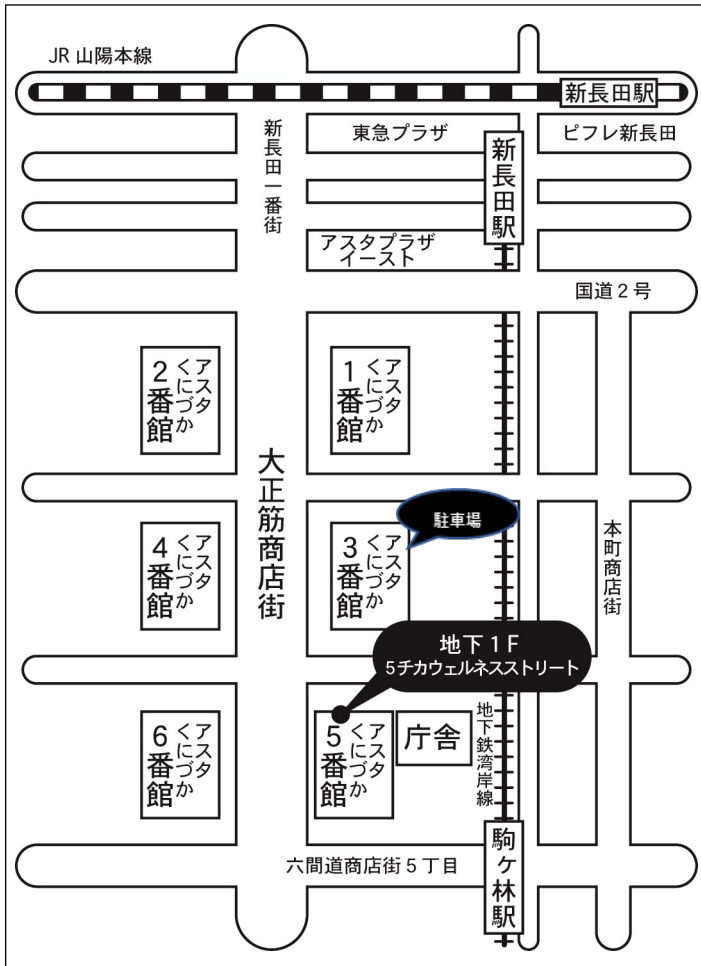 JR 山陽本線
新長田駅
新長田一番街
東急プラザ
新長田駅
ピフレ新長田
アスタプラザ
イースト
国道2号
アスタ
くにづか
2番館
アスタ
くにづか
1番館
大正筋商店街
駐車場
アスタ
くにづか
4番館
アスタ
くにづか
3番館
本町商店街
地下1F
5チカウェルネスストリート
アスタ
くにづか
6番館
アスタ
くにづか
5番館
庁舎
地下鉄湾岸線
六間道商店街5丁目
駒ヶ林駅